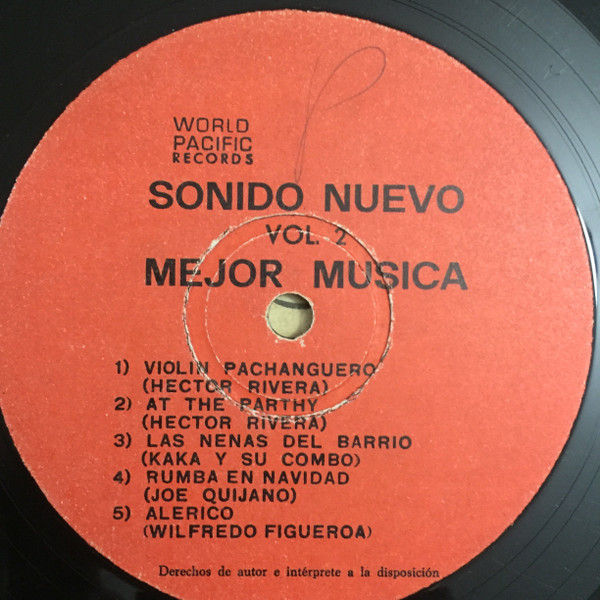 WORLD
PACIFIC
RECORDS
SONIDO NUEVO
VOL. 2
MEJOR MUSICA
1) VIOLIN PACHANGUERO
(HECTOR RIVERA)
2) AT THE PARTHY
(HECTOR RIVERA)
3) LAS NENAS DEL BARRIO
(KAKA Y SU COMBO)
4) RUMBA EN NAVIDAD
(JOE QUIJANO)
5) ALERICO
(WILFREDO FIGUEROA)
Derechos de autor e intérprete a la disposición